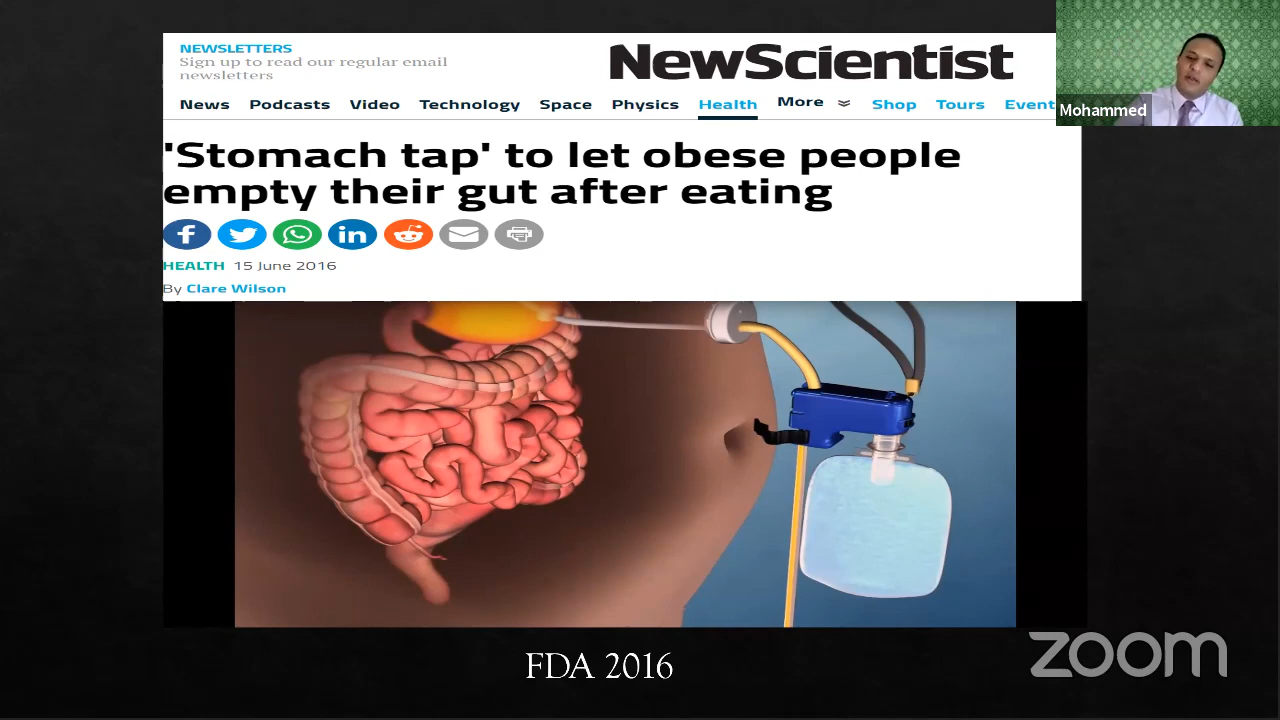 NEWSLETTERS
Sign up to read our regular email
newsletters
NewScientist
News Podcasts Video Technology Space Physics Health More Shop Tours Event
Mohammed
'Stomach tap' to let obese people
empty their gut after eating
HEALTH 15 June 2016
By Clare Wilson
FDA 2016
zoom